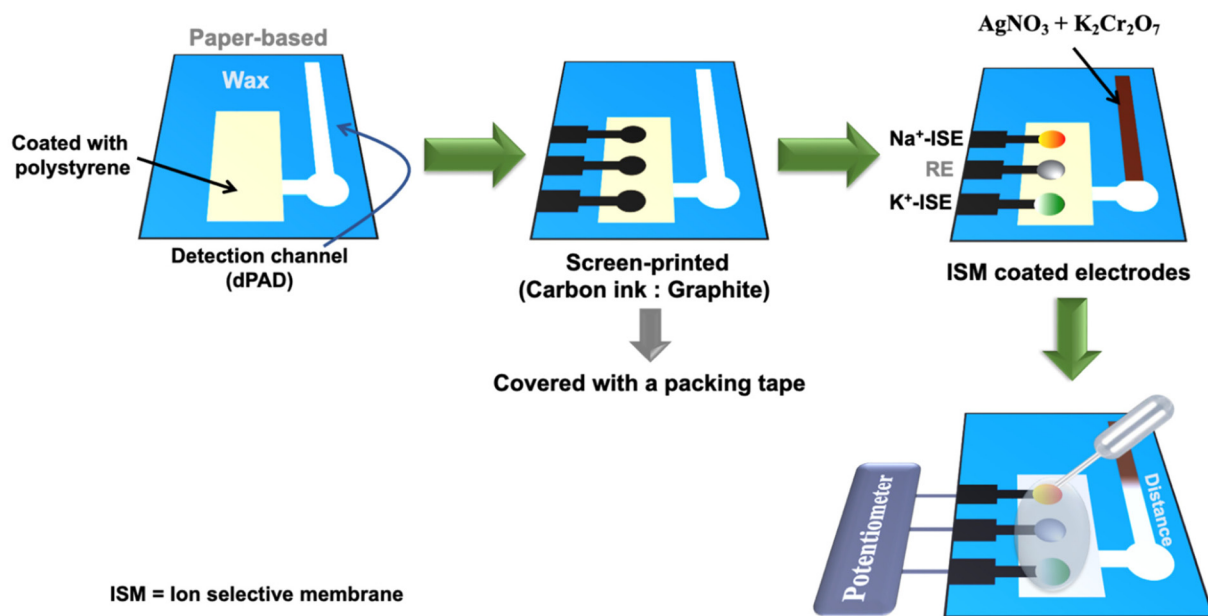 Paper-based
Wax
Coated with
polystyrene
Detection channel
(dPAD)
Screen-printed
(Carbon ink : Graphite)
Covered with a packing tape
AgNO₃ + K₂Cr₂O₇
Na⁺-ISE
RE
K⁺-ISE
ISM coated electrodes
Potentiometer
Distance
ISM = Ion selective membrane